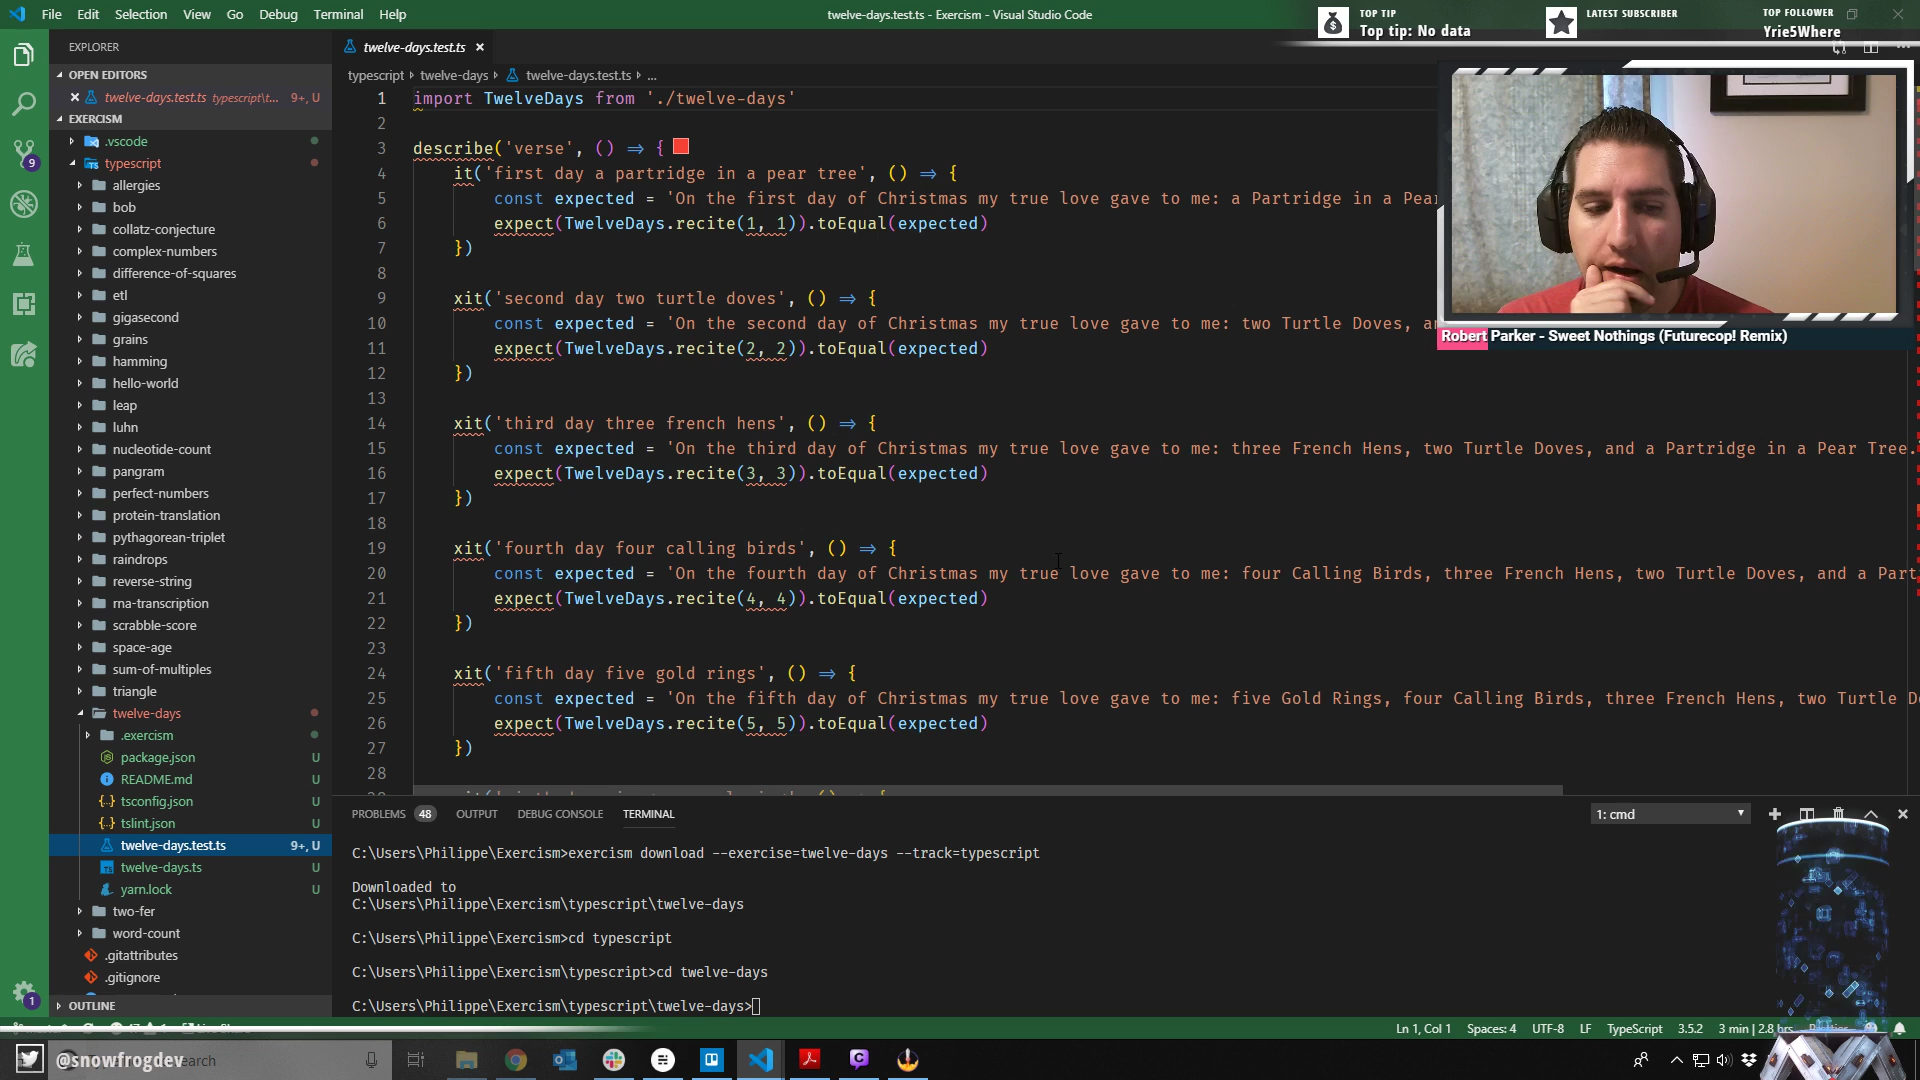 File Edit Selection View Go Debug Terminal Help
twelve-days.test.ts - Exercism - Visual Studio Code
TOP TIP
Top tip: No data
LATEST SUBSCRIBER
TOP FOLLOWER
Yrie5Where
EXPLORER
OPEN EDITORS
twelve-days.test.ts typescript\t... 9+, U
EXERCISM
.vscode
typescript
allergies
bob
collatz-conjecture
complex-numbers
difference-of-squares
etl
gigasecond
grains
hamming
hello-world
leap
luhn
nucleotide-count
pangram
perfect-numbers
protein-translation
pythagorean-triplet
raindrops
reverse-string
rna-transcription
scrabble-score
space-age
sum-of-multiples
triangle
twelve-days
.exercism
package.json U
README.md U
tsconfig.json U
tslint.json U
twelve-days.test.ts 9+, U
twelve-days.ts U
yarn.lock U
two-fer
word-count
.gitattributes
.gitignore
OUTLINE
9
1
twelve-days.test.ts
typescript twelve-days twelve-days.test.ts ...
1 import TwelveDays from './twelve-days'
2
3 describe('verse', () => {
4 it('first day a partridge in a pear tree', () => {
5 const expected = 'On the first day of Christmas my true love gave to me: a Partridge in a Pear
6 expect(TwelveDays.recite(1, 1)).toEqual(expected)
7 })
8
9 xit('second day two turtle doves', () => {
10 const expected = 'On the second day of Christmas my true love gave to me: two Turtle Doves, an
11 expect(TwelveDays.recite(2, 2)).toEqual(expected)
12 })
13
14 xit('third day three french hens', () => {
15 const expected = 'On the third day of Christmas my true love gave to me: three French Hens, two Turtle Doves, and a Partridge in a Pear Tree.
16 expect(TwelveDays.recite(3, 3)).toEqual(expected)
17 })
18
19 xit('fourth day four calling birds', () => {
20 const expected = 'On the fourth day of Christmas my true love gave to me: four Calling Birds, three French Hens, two Turtle Doves, and a Part
21 expect(TwelveDays.recite(4, 4)).toEqual(expected)
22 })
23
24 xit('fifth day five gold rings', () => {
25 const expected = 'On the fifth day of Christmas my true love gave to me: five Gold Rings, four Calling Birds, three French Hens, two Turtle D
26 expect(TwelveDays.recite(5, 5)).toEqual(expected)
27 })
28
Robert Parker - Sweet Nothings (Futurecop! Remix)
PROBLEMS 48 OUTPUT DEBUG CONSOLE TERMINAL
1: cmd
C:\Users\Philippe\Exercism>exercism download --exercise=twelve-days --track=typescript
Downloaded to
C:\Users\Philippe\Exercism\typescript\twelve-days
C:\Users\Philippe\Exercism>cd typescript
C:\Users\Philippe\Exercism\typescript>cd twelve-days
C:\Users\Philippe\Exercism\typescript\twelve-days>
Ln 1, Col 1 Spaces: 4 UTF-8 LF TypeScript 3.5.2 3 min | 2.8 hrs
@snowfrogdev